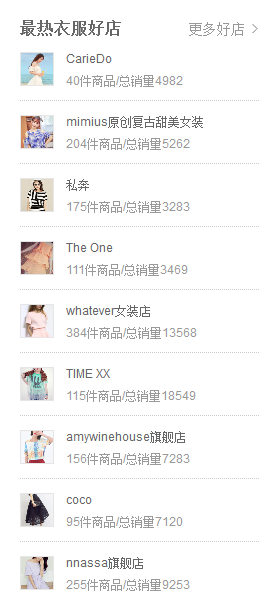 最热衣服好店
更多好店 >
CarieDo
40件商品/总销量4982
mimius原创复古甜美女装
204件商品/总销量5262
私奔
175件商品/总销量3283
The One
111件商品/总销量3469
whatever女装店
384件商品/总销量13568
TIME XX
115件商品/总销量18549
amywinehouse旗舰店
156件商品/总销量7283
coco
95件商品/总销量7120
nnassa旗舰店
255件商品/总销量9253